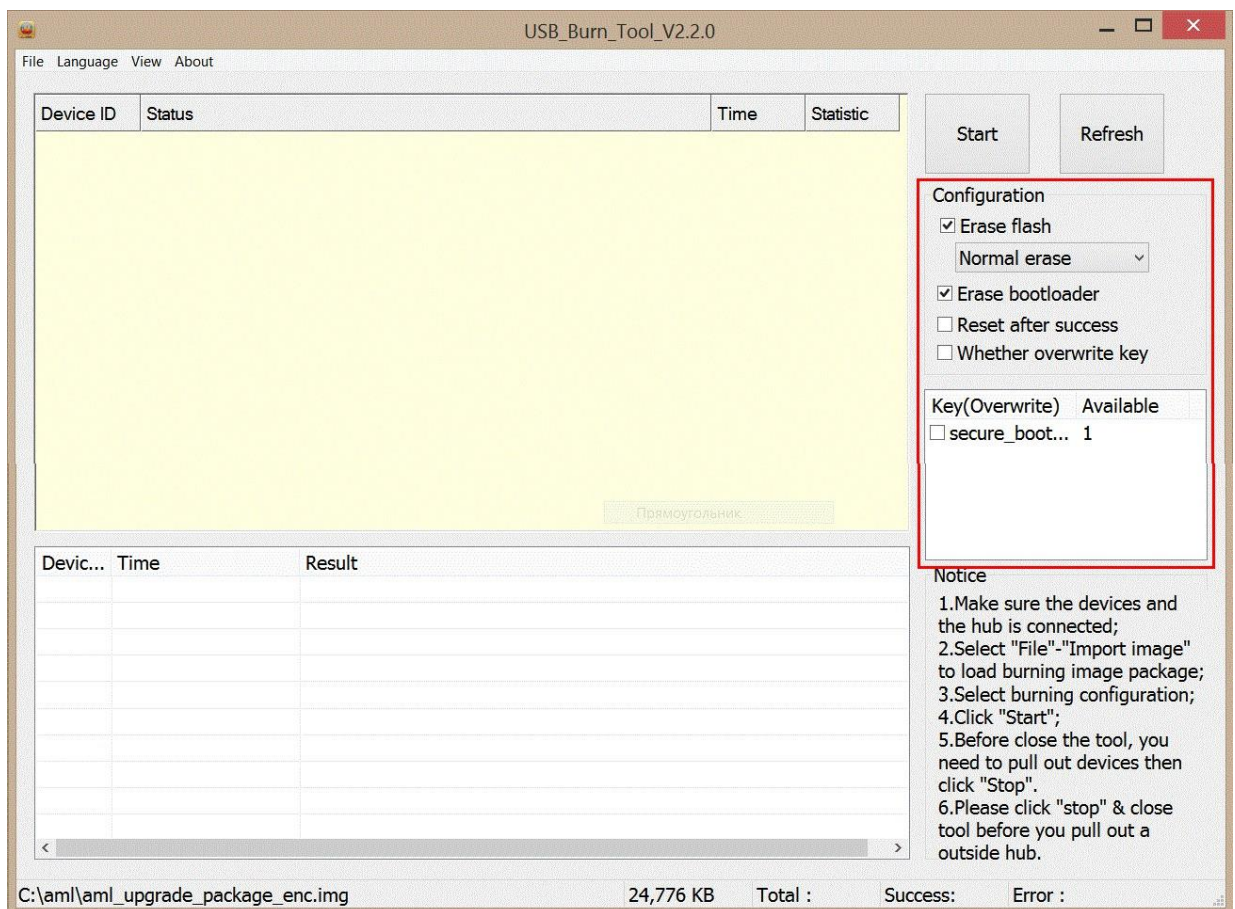 USB_Burn_Tool_V2.2.0
File Language View About
Device ID Status Time Statistic
Start Refresh
Configuration
Erase flash
Normal erase
Erase bootloader
Reset after success
Whether overwrite key
Key(Overwrite) Available
secure_boot... 1
Прямоугольник
Devic... Time Result
Notice
1.Make sure the devices and
the hub is connected;
2.Select "File"-"Import image"
to load burning image package;
3.Select burning configuration;
4.Click "Start";
5.Before close the tool, you
need to pull out devices then
click "Stop".
6.Please click "stop" & close
tool before you pull out a
outside hub.
C:\aml\aml_upgrade_package_enc.img 24,776 KB Total : Success: Error :